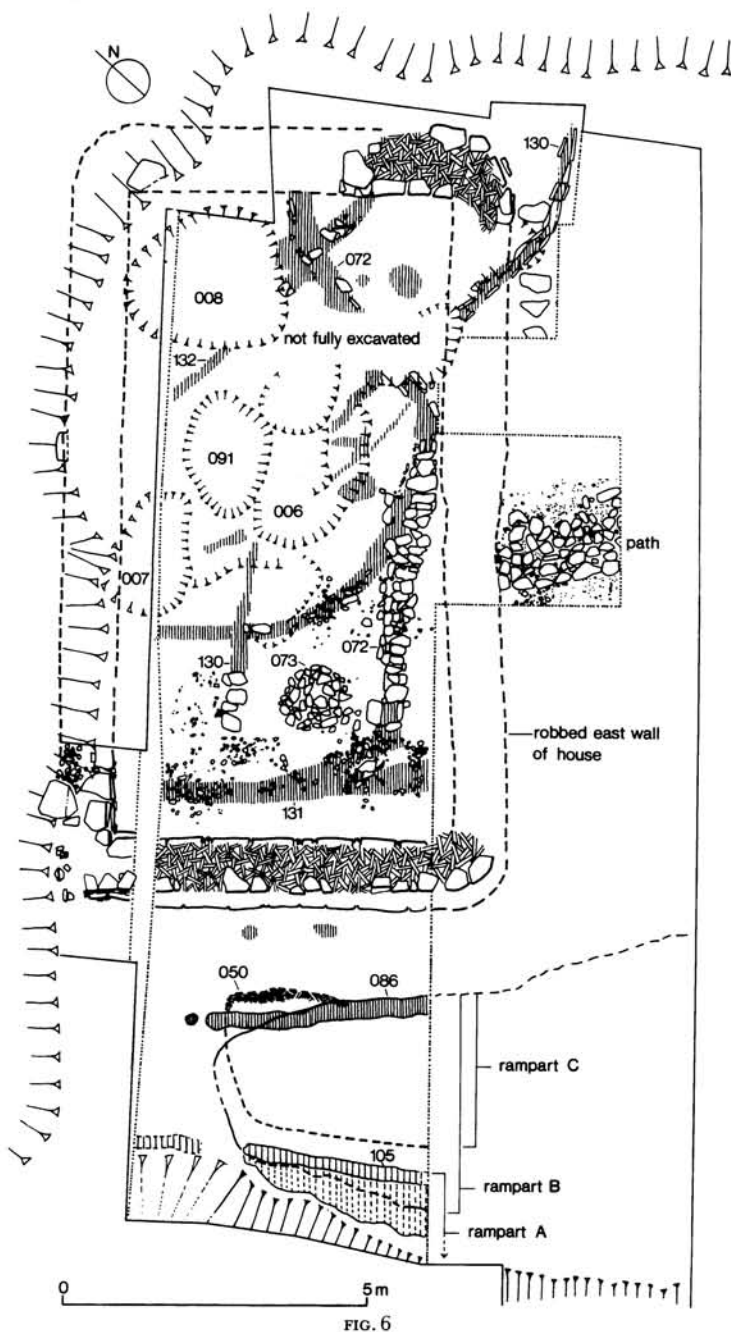 N
130
072
008
not fully excavated
132
091
006
path
007
072
130
073
robbed east wall
of house
131
050
086
rampart C
105
rampart B
rampart A
0
5 m
FIG. 6